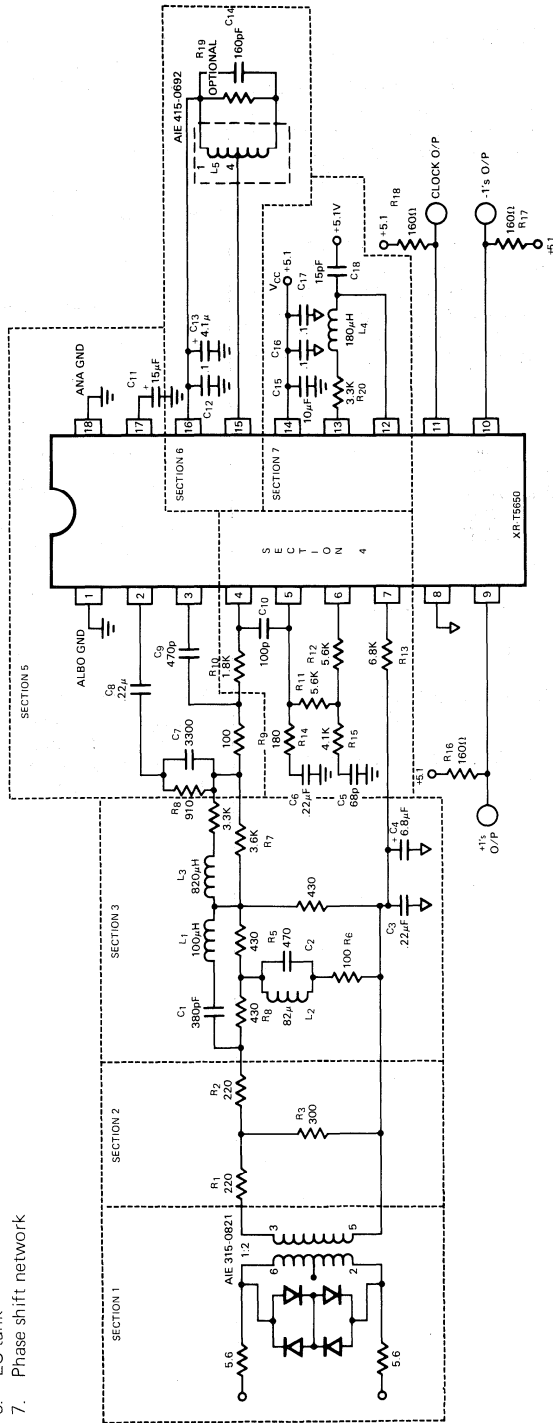 6. LC tank
7. Phase shift network
SECTION 1
AIE 315-0821
1:2
5.6
5.6
6
2
3
5
SECTION 2
R1
220
R2
220
R3
300
SECTION 3
C1
380pF
L1
100μH
L3
820μH
3.3K
430
430
R8
82μ
L2
R5
470
C2
100 R6
430
3.6K
R7
C3
.22μF
+ C4
6.8μF
SECTION 5
R8
910
C7
3300
C8
.22μ
C9
470p
100
R9
R10
1.8K
C10
100p
180
R14
R11
5.6K
R12
5.6K
4.1K
R15
C6
.22μF
C5
68p
6.8K
R13
+5.1
R16
160Ω
+1's
O/P
ALBO GND
1
2
3
4
5
6
7
8
9
SECTION 4
XR-T5650
18
17
16
15
14
13
12
11
10
ANA GND
C11
+
15μF
SECTION 6
C12
.1
+ C13
4.1μ
AIE 415-0692
1
L5
4
R19
OPTIONAL
C14
160pF
SECTION 7
VCC
+5.1
C15
10μF
C16
.1
C17
.1
3.3K
R20
180μH
L4
15pF
C18
+5.1V
+5.1
R18
160Ω
CLOCK O/P
-1's O/P
160Ω
R17
+5.1